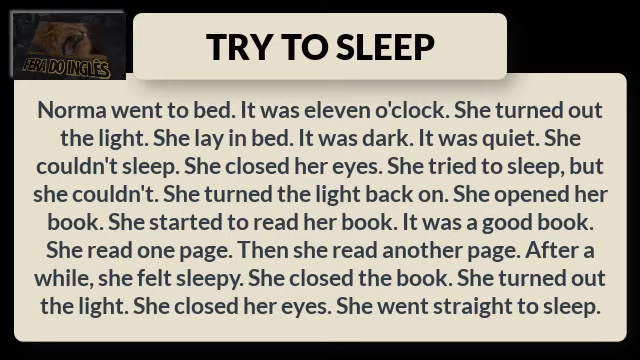 FERA DO INGLÊS
TRY TO SLEEP
Norma went to bed. It was eleven o'clock. She turned out
the light. She lay in bed. It was dark. It was quiet. She
couldn't sleep. She closed her eyes. She tried to sleep, but
she couldn't. She turned the light back on. She opened her
book. She started to read her book. It was a good book.
She read one page. Then she read another page. After a
while, she felt sleepy. She closed the book. She turned out
the light. She closed her eyes. She went straight to sleep.